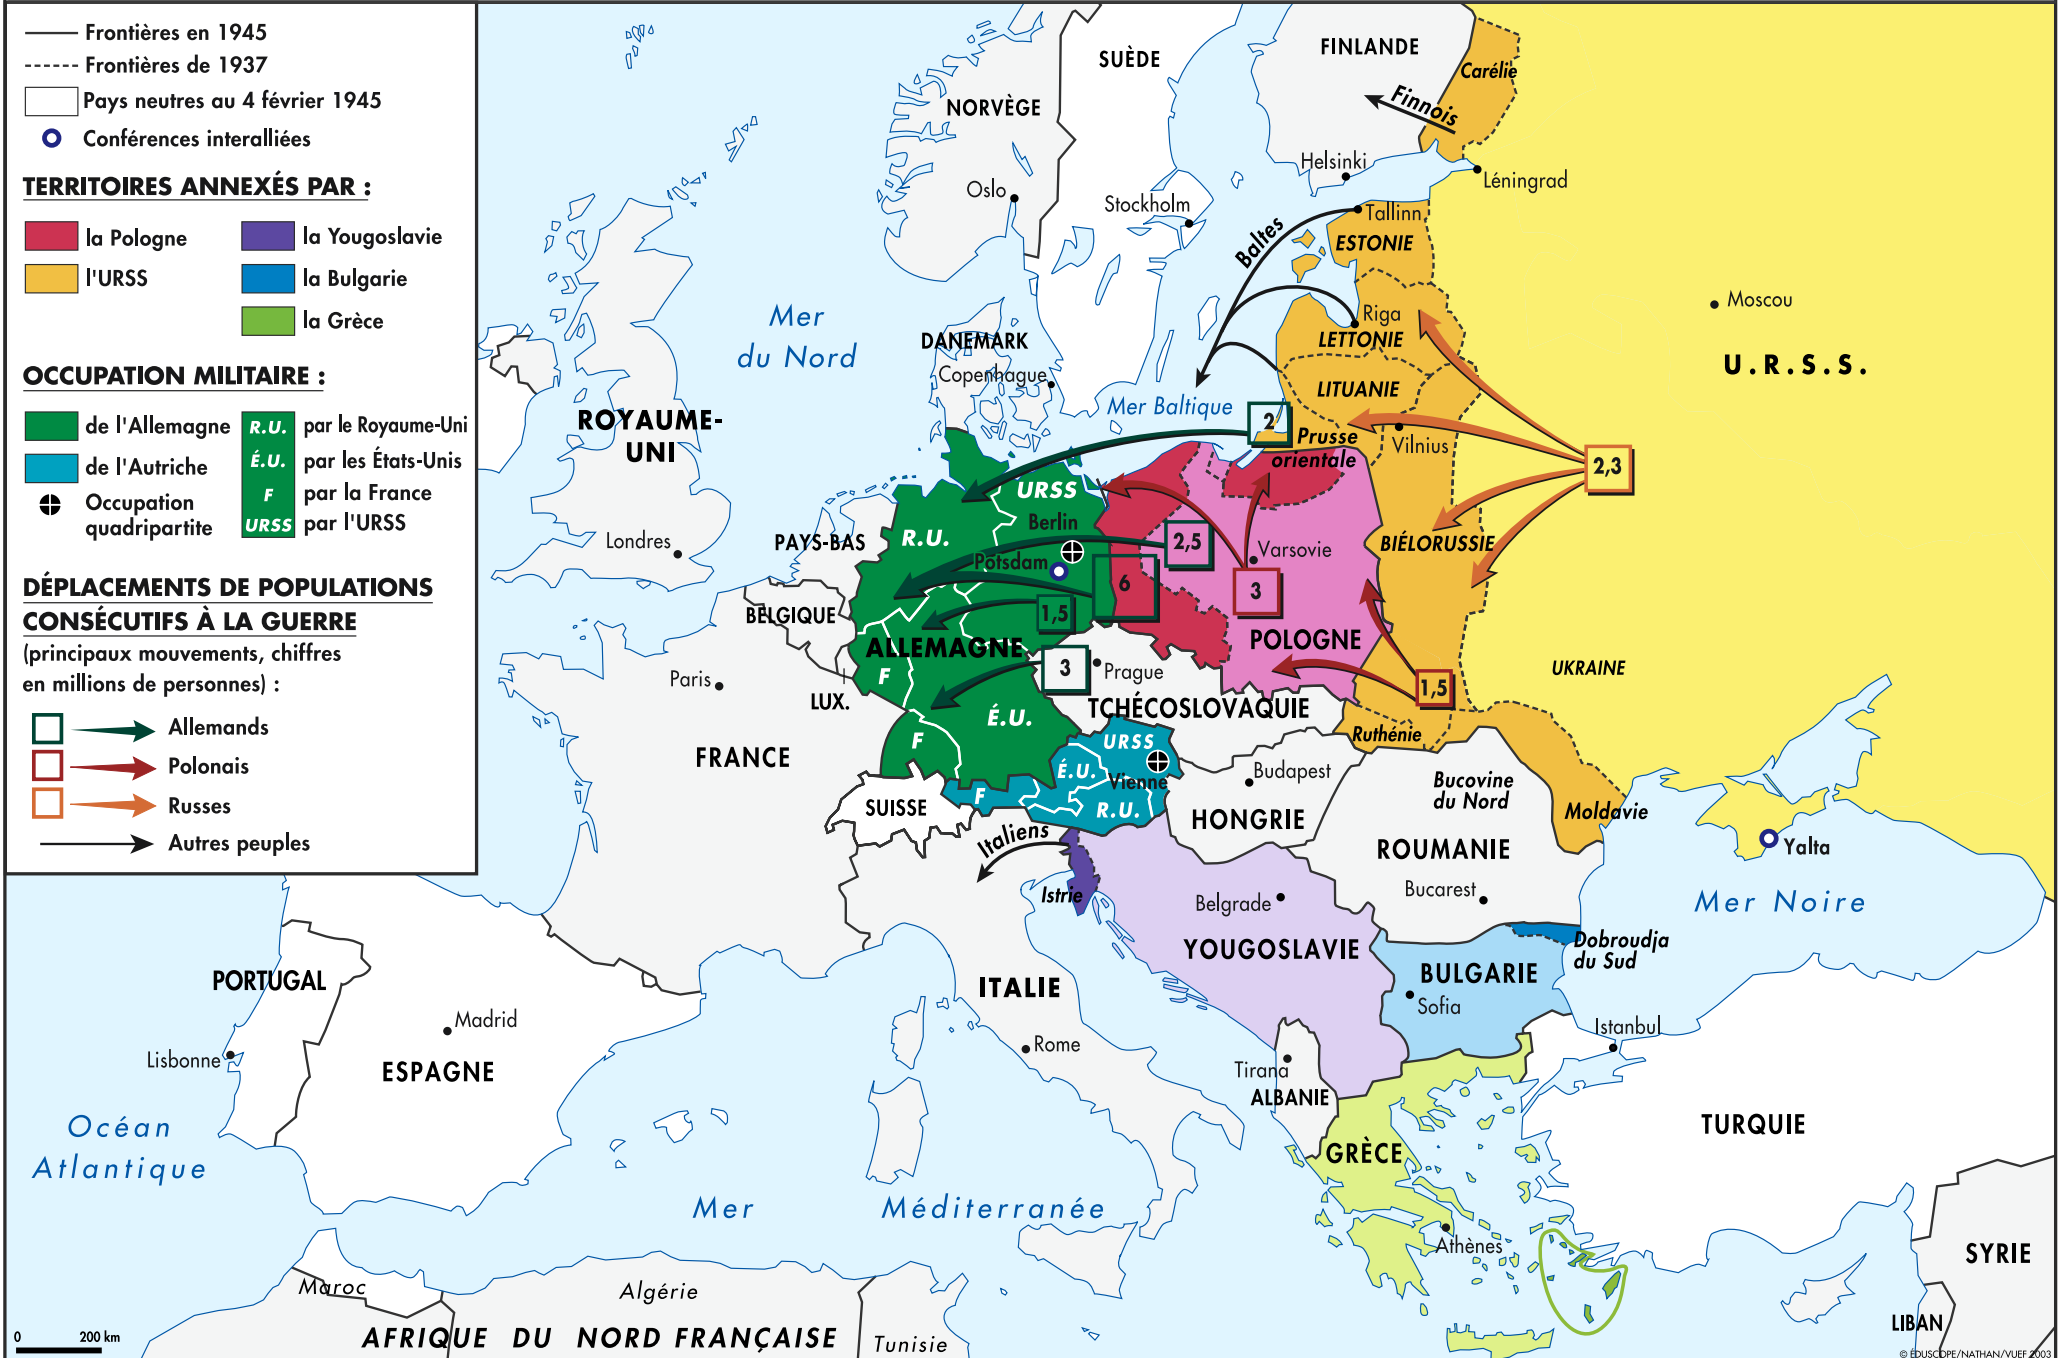 Frontières en 1945
Frontières de 1937
Pays neutres au 4 février 1945
Conférences interalliées
TERRITOIRES ANNEXÉS PAR :
la Pologne
l'URSS
la Yougoslavie
la Bulgarie
la Grèce
OCCUPATION MILITAIRE :
de l'Allemagne
de l'Autriche
Occupation
quadripartite
R.U. par le Royaume-Uni
É.U. par les États-Unis
F par la France
URSS par l'URSS
DÉPLACEMENTS DE POPULATIONS
CONSÉCUTIFS À LA GUERRE
(principaux mouvements, chiffres
en millions de personnes) :
Allemands
Polonais
Russes
Autres peuples
SUÈDE
FINLANDE
Carélie
Finnois
NORVÈGE
Helsinki
Léningrad
Oslo
Stockholm
Tallinn
Baltes
ESTONIE
Moscou
Mer
du Nord
Riga
DANEMARK
LETTONIE
U.R.S.S.
Copenhague
LITUANIE
Mer Baltique
ROYAUME-
UNI
2
Prusse
orientale
Vilnius
2,3
URSS
Berlin
R.U.
Londres
PAYS-BAS
2,5
Varsovie
BIÉLORUSSIE
Potsdam
6
3
BELGIQUE
1,5
ALLEMAGNE
POLOGNE
UKRAINE
Paris
F
3
Prague
1,5
LUX.
TCHÉCOSLOVAQUIE
É.U.
Ruthénie
FRANCE
F
URSS
É.U.
Vienne
Budapest
Bucovine
du Nord
SUISSE
F
R.U.
HONGRIE
Moldavie
Italiens
ROUMANIE
Yalta
Istrie
Belgrade
Bucarest
Mer Noire
YOUGOSLAVIE
Dobroudja
du Sud
PORTUGAL
ITALIE
BULGARIE
Sofia
Madrid
Istanbul
Lisbonne
Rome
ESPAGNE
Tirana
ALBANIE
Océan
Atlantique
TURQUIE
GRÈCE
Mer Méditerranée
Athènes
SYRIE
Maroc
Algérie
LIBAN
0 200 km
AFRIQUE DU NORD FRANÇAISE
Tunisie
© ÉDUSCOPE/NATHAN/VUEF 2003